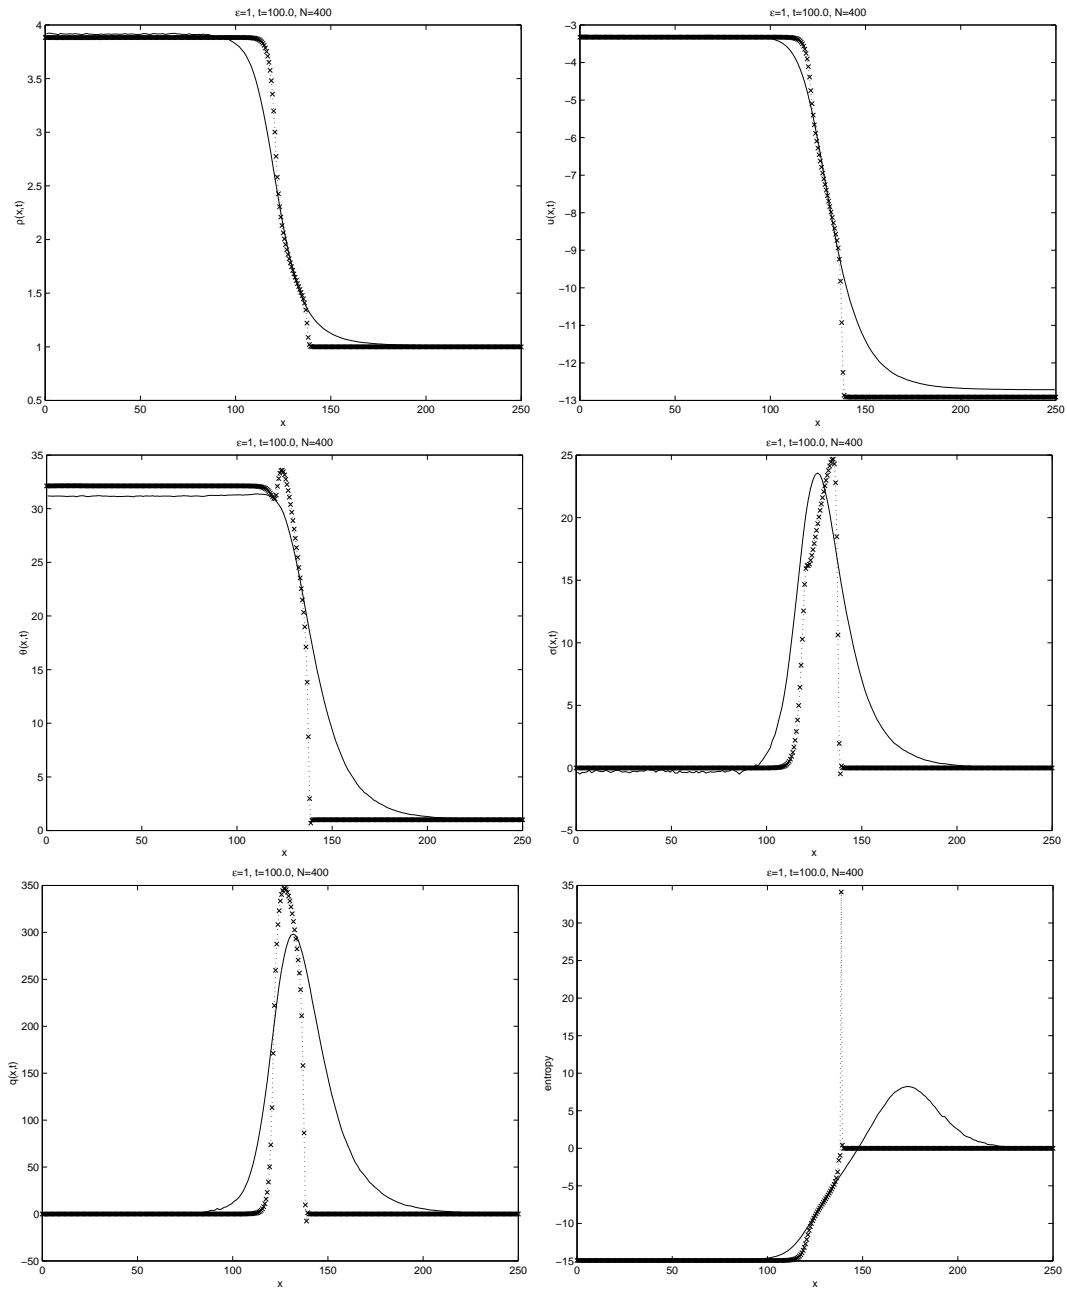 ε=1, t=100.0, N=400
4
3.5
3
2.5
2
1.5
1
0.5
ρ(x,t)
0 50 100 150 200 250
x
ε=1, t=100.0, N=400
−3
−4
−5
−6
−7
−8
−9
−10
−11
−12
−13
u(x,t)
0 50 100 150 200 250
x
ε=1, t=100.0, N=400
35
30
25
20
15
10
5
0
θ(x,t)
0 50 100 150 200 250
x
ε=1, t=100.0, N=400
25
20
15
10
5
0
−5
σ(x,t)
0 50 100 150 200 250
x
ε=1, t=100.0, N=400
350
300
250
200
150
100
50
0
−50
q(x,t)
0 50 100 150 200 250
x
ε=1, t=100.0, N=400
35
30
25
20
15
10
5
0
−5
−10
−15
entropy
0 50 100 150 200 250
x